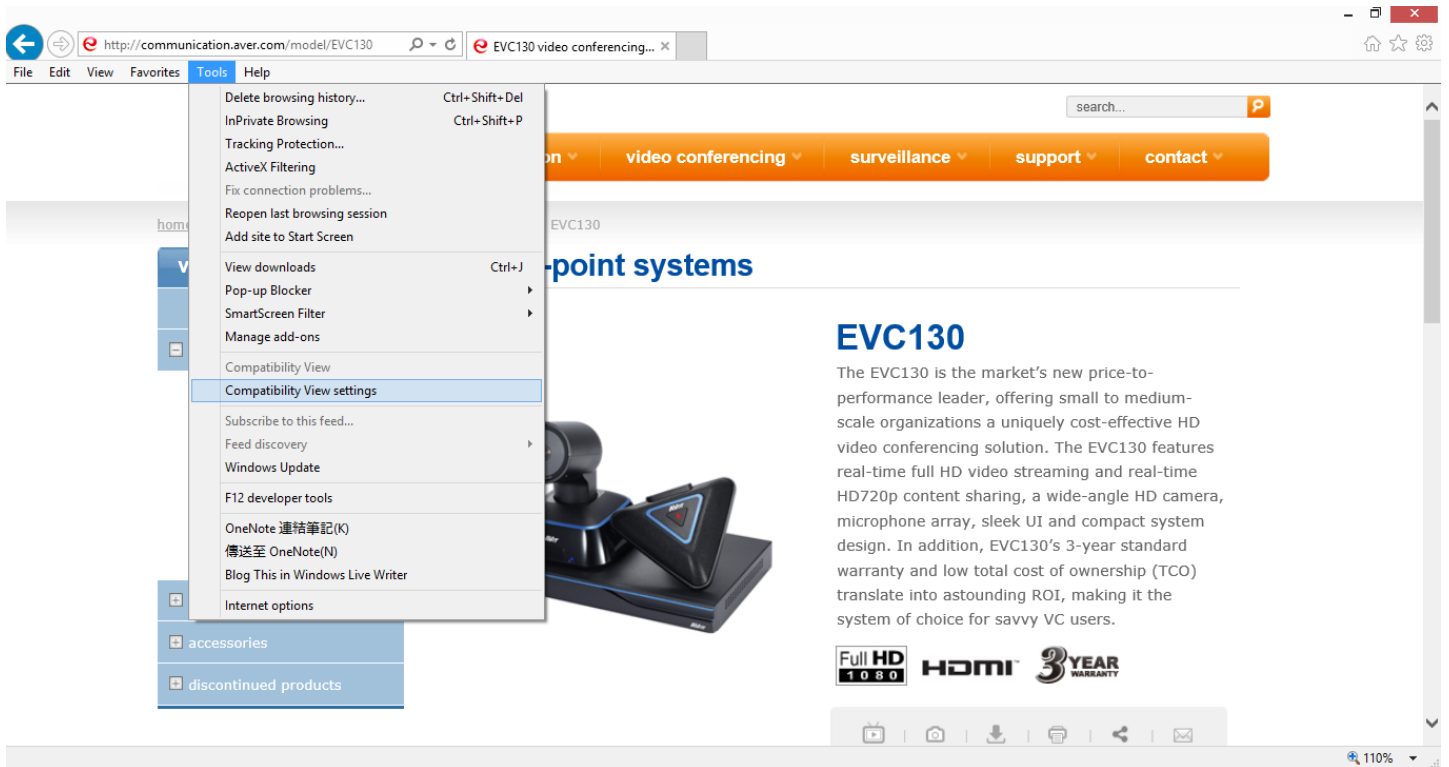 http://communication.aver.com/model/EVC130
EVC130 video conferencing...
File Edit View Favorites Tools Help
Delete browsing history... Ctrl+Shift+Del
InPrivate Browsing Ctrl+Shift+P
Tracking Protection...
ActiveX Filtering
Fix connection problems...
Reopen last browsing session
Add site to Start Screen
View downloads Ctrl+J
Pop-up Blocker
SmartScreen Filter
Manage add-ons
Compatibility View
Compatibility View settings
Subscribe to this feed...
Feed discovery
Windows Update
F12 developer tools
OneNote 連結筆記(K)
傳送至 OneNote(N)
Blog This in Windows Live Writer
Internet options
search...
video conferencing surveillance support contact
EVC130
-point systems
EVC130
The EVC130 is the market's new price-to-
performance leader, offering small to medium-
scale organizations a uniquely cost-effective HD
video conferencing solution. The EVC130 features
real-time full HD video streaming and real-time
HD720p content sharing, a wide-angle HD camera,
microphone array, sleek UI and compact system
design. In addition, EVC130's 3-year standard
warranty and low total cost of ownership (TCO)
translate into astounding ROI, making it the
system of choice for savvy VC users.
Full HD
1080
HDMI
3 YEAR
WARRANTY
accessories
discontinued products
110%